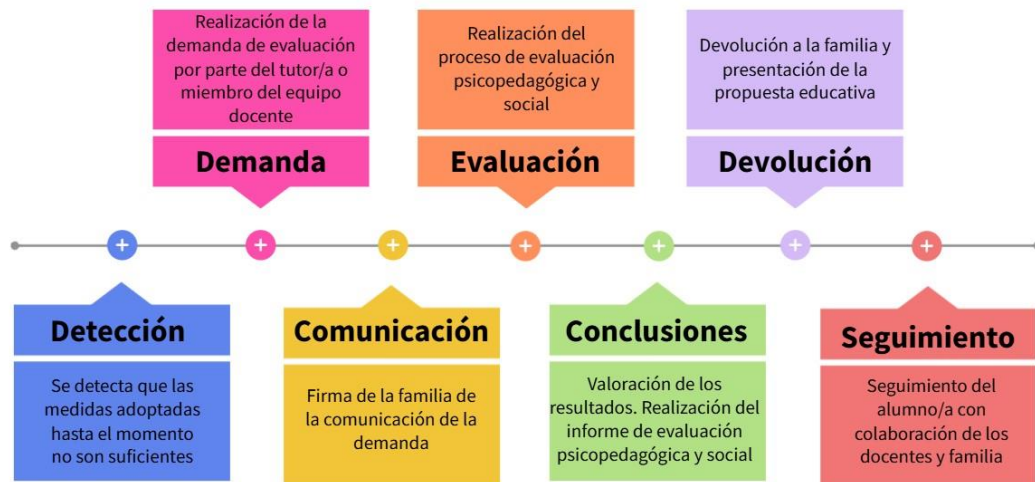 Realización de la
demanda de evaluación
por parte del tutor/a o
miembro del equipo
docente
Demanda
Realización del
proceso de evaluación
psicopedagógica y
social
Evaluación
Devolución a la familia y
presentación de la
propuesta educativa
Devolución
Detección
Se detecta que las
medidas adoptadas
hasta el momento
no son suficientes
Comunicación
Firma de la familia de
la comunicación de la
demanda
Conclusiones
Valoración de los
resultados. Realización del
informe de evaluación
psicopedagógica y social
Seguimiento
Seguimiento del
alumno/a con
colaboración de los
docentes y familia